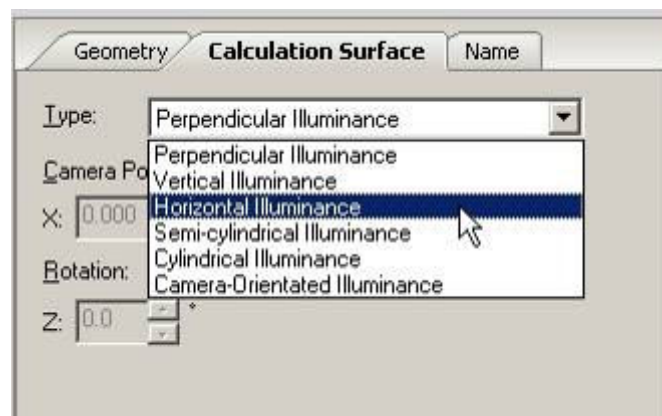 Geometry Calculation Surface Name
Type: Perpendicular Illuminance
Perpendicular Illuminance
Camera Po
Vertical Illuminance
X: 0.000
Horizontal Illuminance
Semi-cylindrical Illuminance
Rotation:
Cylindrical Illuminance
Camera-Orientated Illuminance
Z: 0.0 °